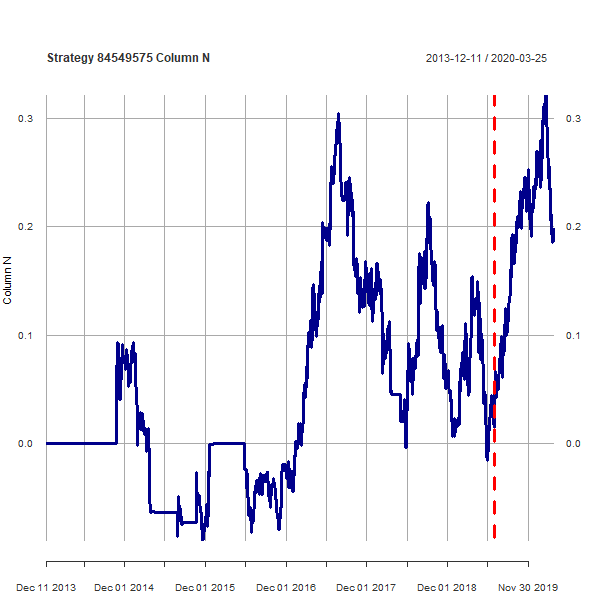 Strategy 84549575 Column N 2013-12-11 / 2020-03-25
0.3 0.3
0.2 0.2
0.1 0.1
0.0 0.0
Column N
Dec 11 2013 Dec 01 2014 Dec 01 2015 Dec 01 2016 Dec 01 2017 Dec 01 2018 Nov 30 2019